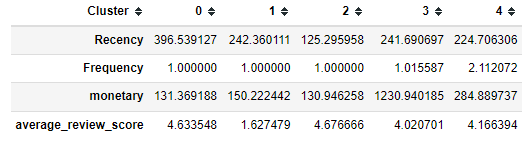 Cluster 0 1 2 3 4
Recency 396.539127 242.360111 125.295958 241.690697 224.706306
Frequency 1.000000 1.000000 1.000000 1.015587 2.112072
monetary 131.369188 150.222442 130.946258 1230.940185 284.889737
average_review_score 4.633548 1.627479 4.676666 4.020701 4.166394